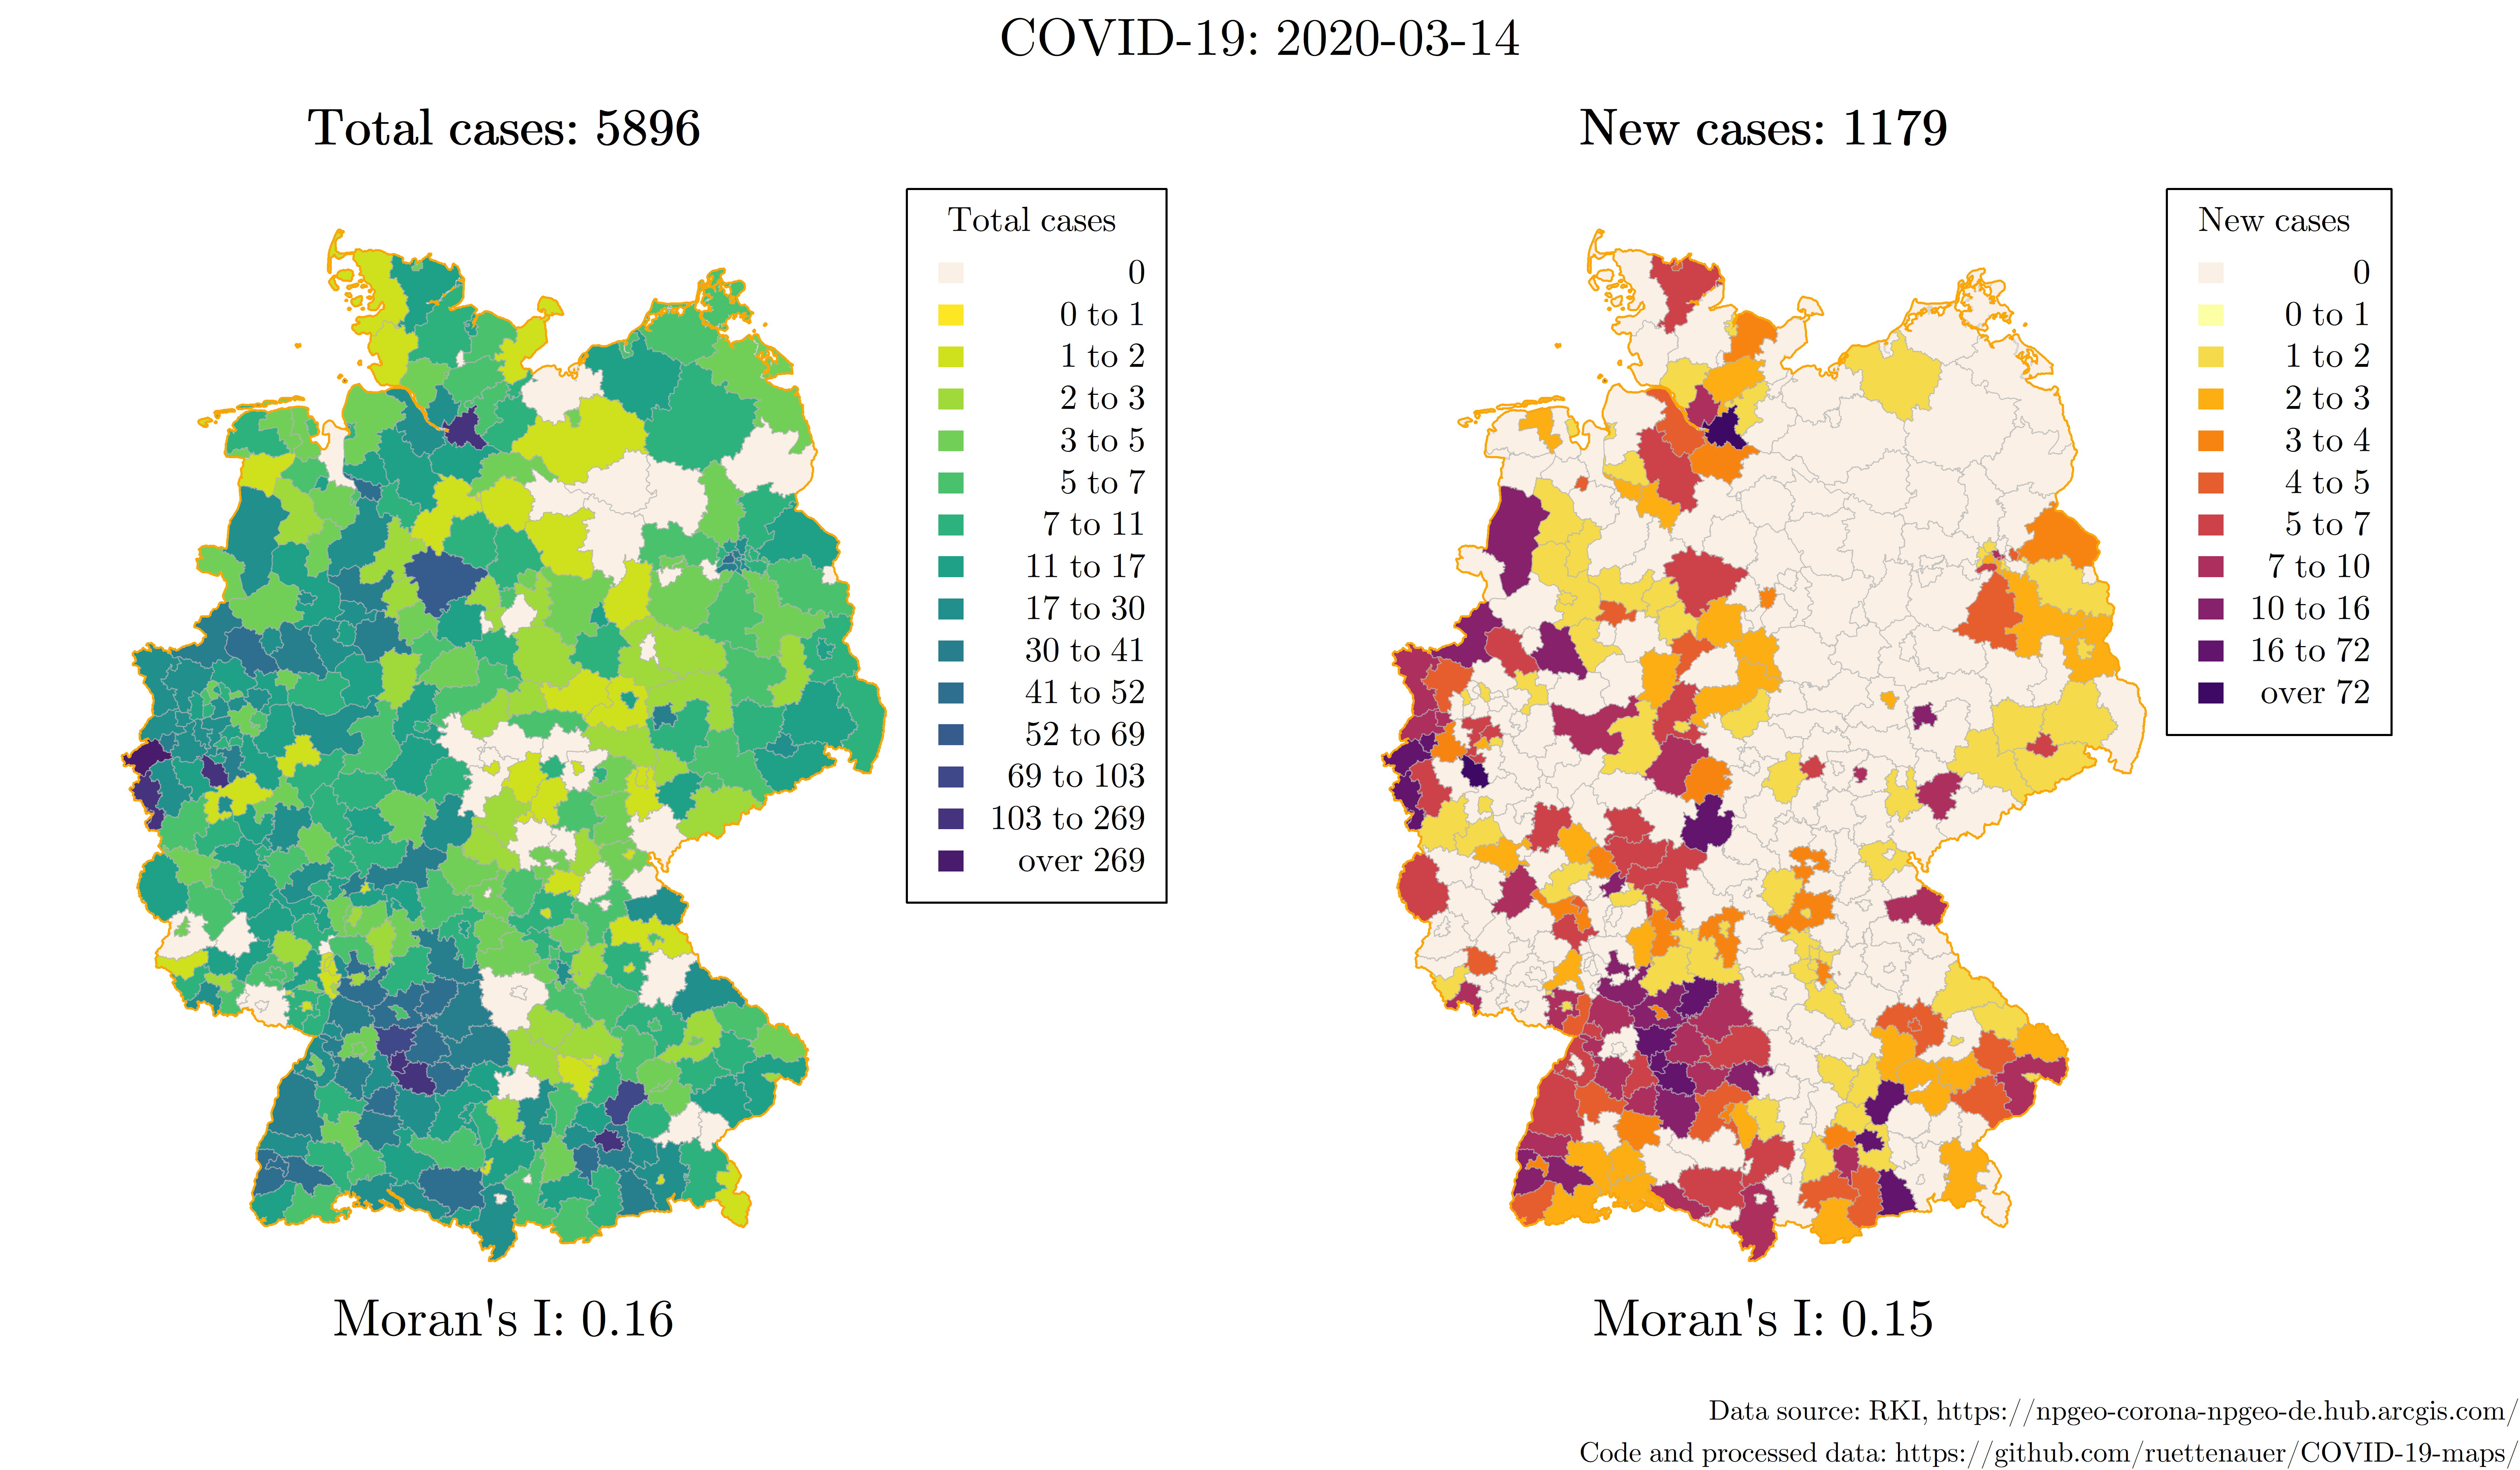 COVID-19: 2020-03-14
Total cases: 5896
Total cases
0
0 to 1
1 to 2
2 to 3
3 to 5
5 to 7
7 to 11
11 to 17
17 to 30
30 to 41
41 to 52
52 to 69
69 to 103
103 to 269
over 269
Moran's I: 0.16
New cases: 1179
New cases
0
0 to 1
1 to 2
2 to 3
3 to 4
4 to 5
5 to 7
7 to 10
10 to 16
16 to 72
over 72
Moran's I: 0.15
Data source: RKI, https://npgeo-corona-npgeo-de.hub.arcgis.com/
Code and processed data: https://github.com/ruettenauer/COVID-19-maps/